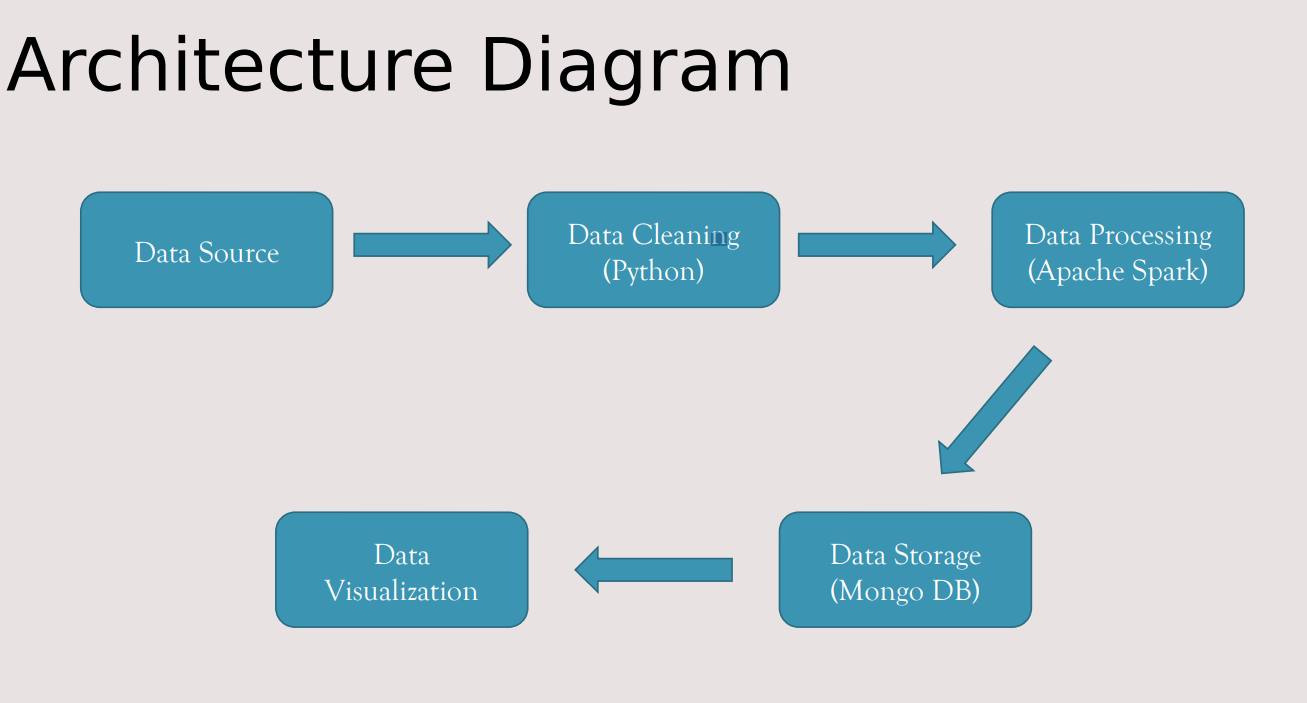 Architecture Diagram
Data Source
Data Cleaning
(Python)
Data Processing
(Apache Spark)
Data Storage
(Mongo DB)
Data
Visualization